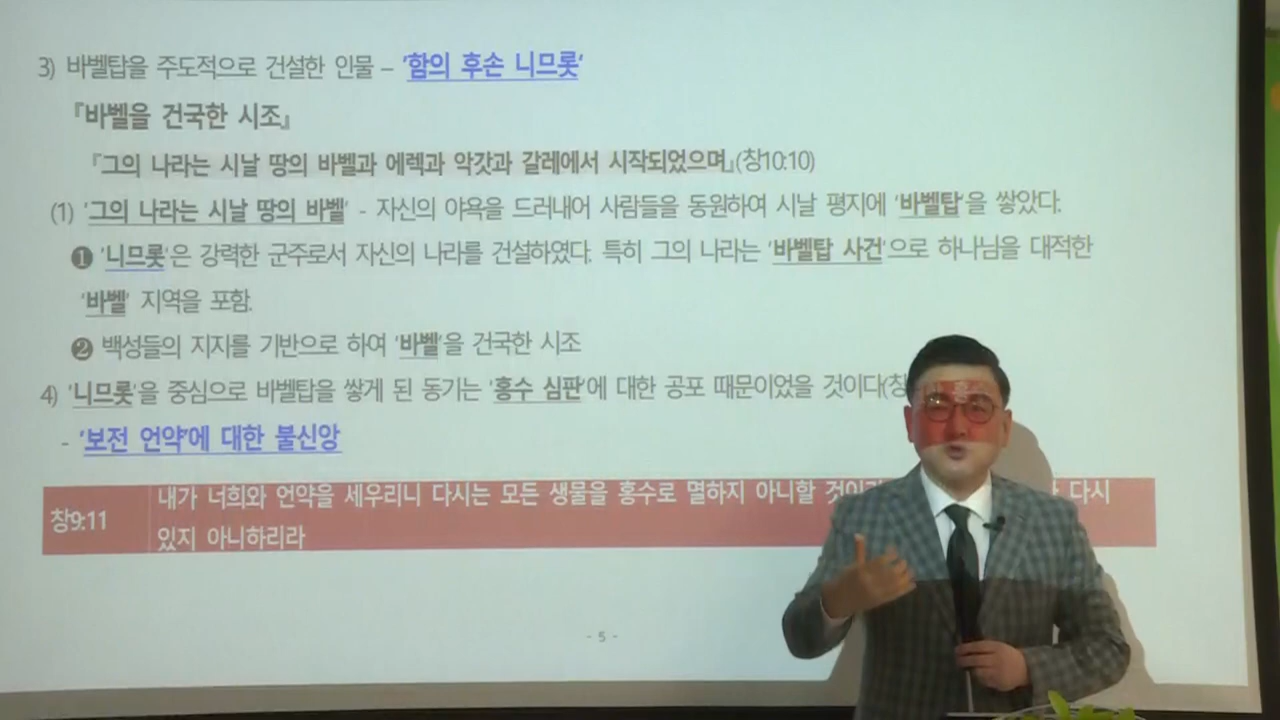 3) 바벨탑을 주도적으로 건설한 인물 – '함의 후손 니므롯'
『바벨을 건국한 시조』
『그의 나라는 시날 땅의 바벨과 에렉과 악갓과 갈레에서 시작되었으며』(창10:10)
(1) '그의 나라는 시날 땅의 바벨' - 자신의 야욕을 드러내어 사람들을 동원하여 시날 평지에 '바벨탑'을 쌓았다.
❶ '니므롯'은 강력한 군주로서 자신의 나라를 건설하였다. 특히 그의 나라는 '바벨탑 사건'으로 하나님을 대적한
'바벨' 지역을 포함.
❷ 백성들의 지지를 기반으로 하여 '바벨'을 건국한 시조
4) '니므롯'을 중심으로 바벨탑을 쌓게 된 동기는 '홍수 심판'에 대한 공포 때문이었을 것이다(창
- '보전 언약'에 대한 불신앙
창9:11 내가 너희와 언약을 세우리니 다시는 모든 생물을 홍수로 멸하지 아니할 다시
있지 아니하리라
- 5 -